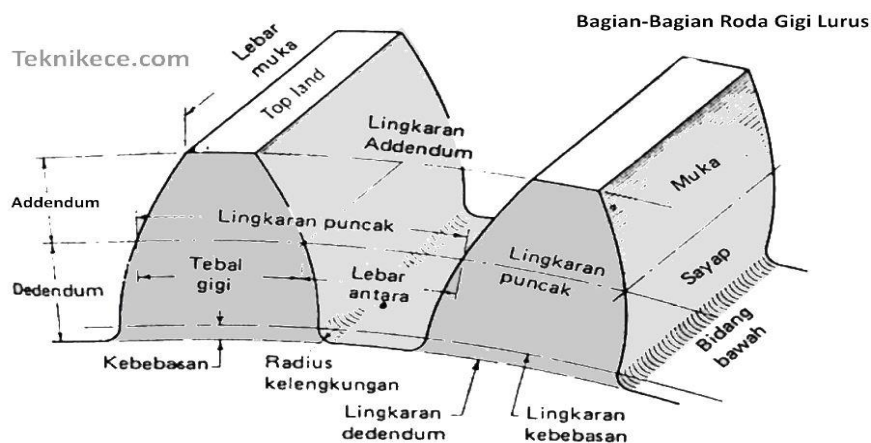 Bagian-Bagian Roda Gigi Lurus
Teknikece.com
Lebar
muka
Top land
Lingkaran
Addendum
Muka
Addendum
Lingkaran puncak
Lingkaran
puncak
Sayap
Tebal
gigi
Lebar
antara
Dedendum
Bidang
bawah
Kebebasan
Radius
kelengkungan
Lingkaran
dedendum
Lingkaran
kebebasan